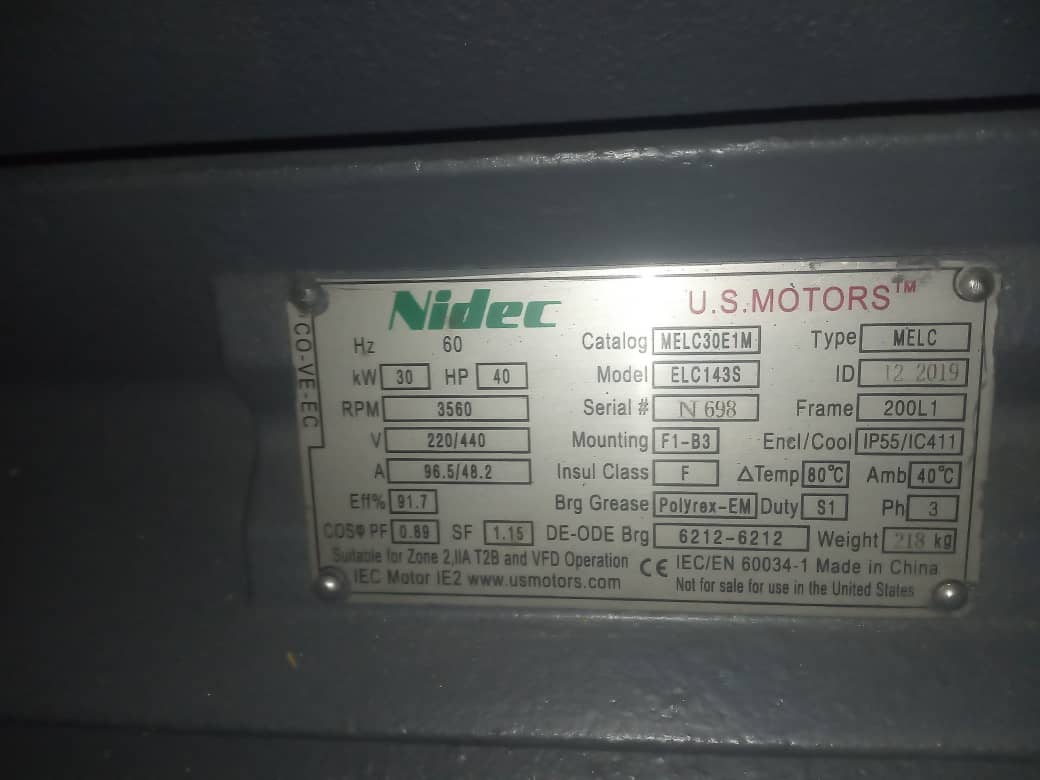 Nidec U.S.MOTORS™
CO-VE-EC
Hz 60 Catalog MELC30E1M Type MELC
kW 30 HP 40 Model ELC143S ID 12 2019
RPM 3560 Serial # N 698 Frame 200L1
V 220/440 Mounting F1-B3 Encl/Cool IP55/IC411
A 96.5/48.2 Insul Class F ΔTemp 80℃ Amb 40℃
Eff% 91.7 Brg Grease Polyrex-EM Duty S1 Ph 3
COSΦ PF 0.89 SF 1.15 DE-ODE Brg 6212-6212 Weight 218 kg
Suitable for Zone 2,IIA T2B and VFD Operation CE IEC/EN 60034-1 Made in China
IEC Motor IE2 www.usmotors.com Not for sale for use in the United States